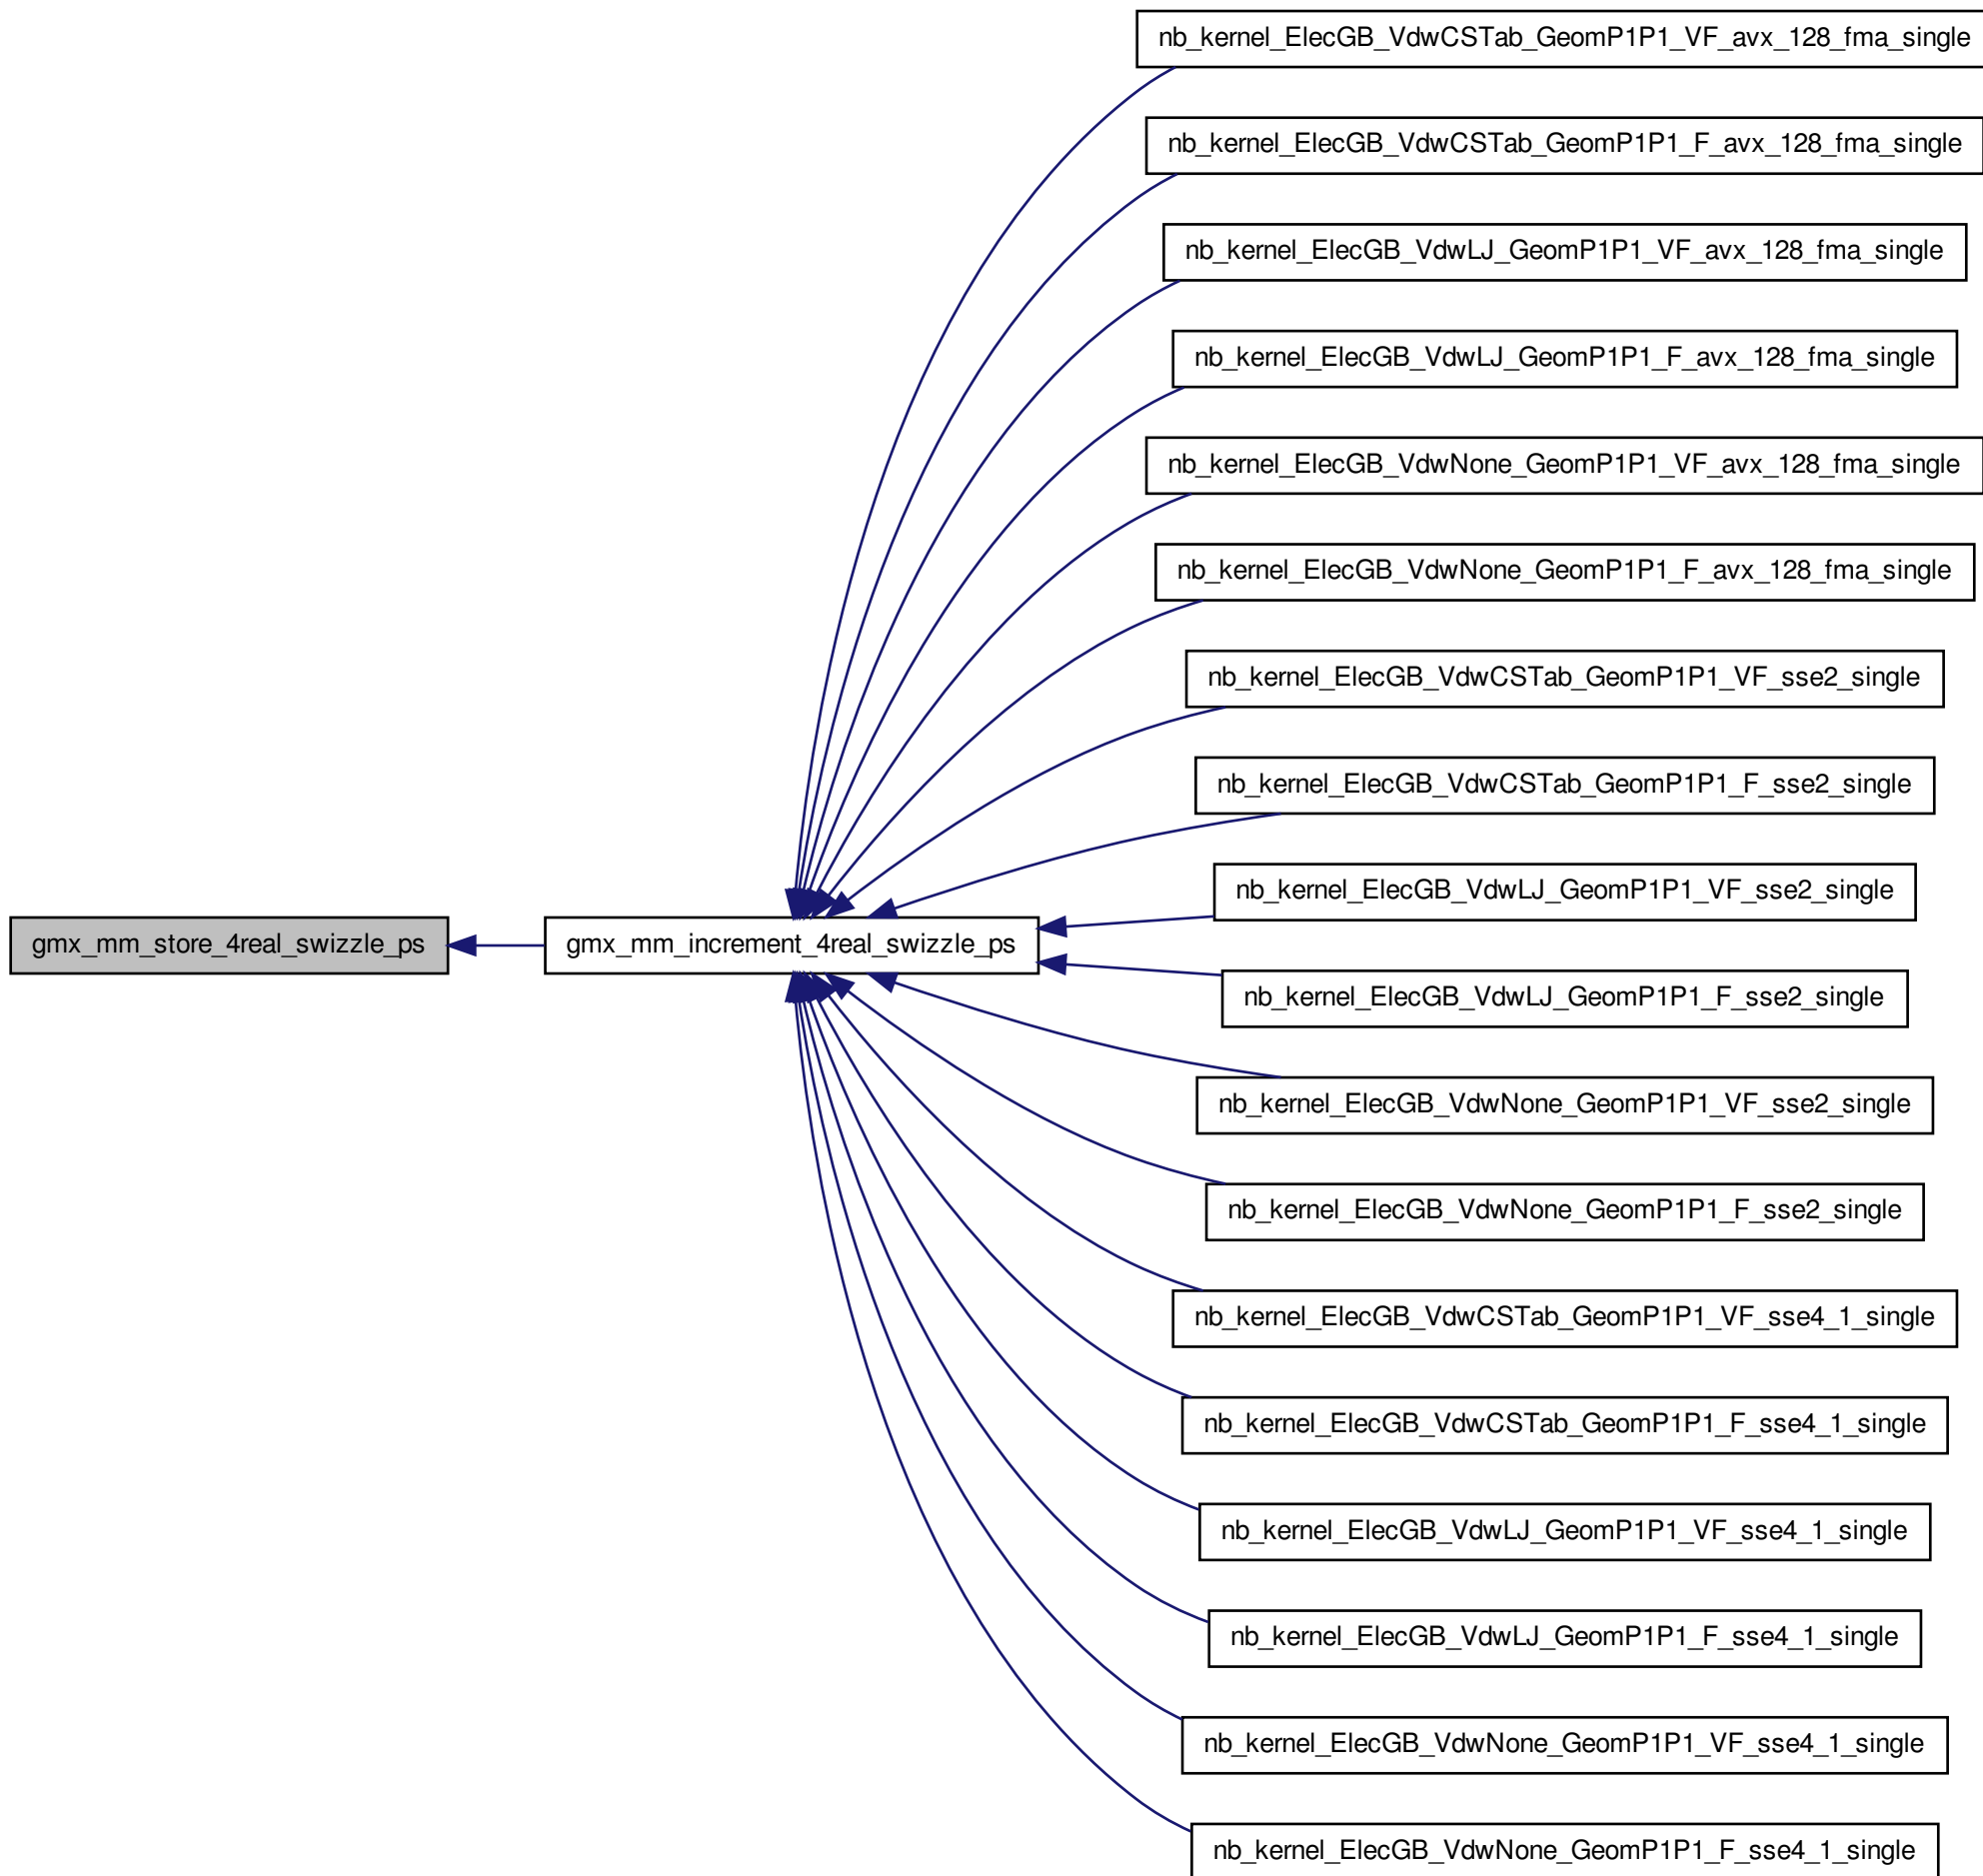 nb_kernel_ElecGB_VdwCSTab_GeomP1P1_VF_avx_128_fma_single
nb_kernel_ElecGB_VdwCSTab_GeomP1P1_F_avx_128_fma_single
nb_kernel_ElecGB_VdwLJ_GeomP1P1_VF_avx_128_fma_single
nb_kernel_ElecGB_VdwLJ_GeomP1P1_F_avx_128_fma_single
nb_kernel_ElecGB_VdwNone_GeomP1P1_VF_avx_128_fma_single
nb_kernel_ElecGB_VdwNone_GeomP1P1_F_avx_128_fma_single
nb_kernel_ElecGB_VdwCSTab_GeomP1P1_VF_sse2_single
nb_kernel_ElecGB_VdwCSTab_GeomP1P1_F_sse2_single
nb_kernel_ElecGB_VdwLJ_GeomP1P1_VF_sse2_single
gmx_mm_store_4real_swizzle_ps
gmx_mm_increment_4real_swizzle_ps
nb_kernel_ElecGB_VdwLJ_GeomP1P1_F_sse2_single
nb_kernel_ElecGB_VdwNone_GeomP1P1_VF_sse2_single
nb_kernel_ElecGB_VdwNone_GeomP1P1_F_sse2_single
nb_kernel_ElecGB_VdwCSTab_GeomP1P1_VF_sse4_1_single
nb_kernel_ElecGB_VdwCSTab_GeomP1P1_F_sse4_1_single
nb_kernel_ElecGB_VdwLJ_GeomP1P1_VF_sse4_1_single
nb_kernel_ElecGB_VdwLJ_GeomP1P1_F_sse4_1_single
nb_kernel_ElecGB_VdwNone_GeomP1P1_VF_sse4_1_single
nb_kernel_ElecGB_VdwNone_GeomP1P1_F_sse4_1_single